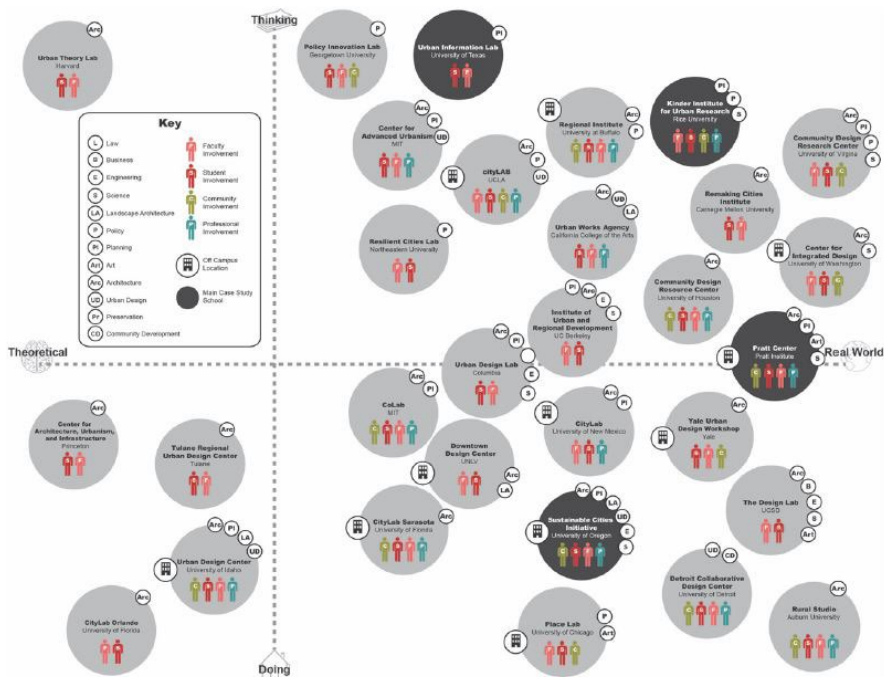 Thinking
Arc
Urban Theory Lab
Harvard
S F
P
Policy Innovation Lab
Georgetown University
S F C
Pl
Urban Information Lab
University of Texas
S F
Key
L Law
B Business
E Engineering
S Science
LA Landscape Architecture
P Policy
Pl Planning
Art Art
Arc Architecture
UD Urban Design
Pr Preservation
CD Community Development
F Faculty
Involvement
S Student
Involvement
C Community
Involvement
P Professional
Involvement
Off Campus
Location
Main Case Study
School
Arc
Pl
UD
Center for
Advanced Urbanism
MIT
S F P
Arc
P
UD
cityLAB
UCLA
F S C P
Arc
P
Regional Institute
University at Buffalo
C S F P
Pl
P
S
Kinder Institute
for Urban Research
Rice University
F S C P
Arc
Pl
P
S
Community Design
Research Center
University of Virginia
F S C
Arc
Remaking Cities
Institute
Carnegie Mellon University
S F
P
Resilient Cities Lab
Northeastern University
F S
Arc
UD
LA
Urban Works Agency
California College of the Arts
S F P
Arc
S
Center for
Integrated Design
University of Washington
F S C
Arc
Community Design
Resource Center
University of Houston
C S F P
Pl
Arc
E
S
Institute of
Urban and
Regional Development
UC Berkeley
F S
Arc
Pl
Art
S
Pratt Center
Pratt Institute
C S F P
Theoretical
Real World
Arc
Pl
E
S
Urban Design Lab
Columbia
S F
Arc
Center for
Architecture, Urbanism,
and Infrastructure
Princeton
S F
Arc
Tulane Regional
Urban Design Center
Tulane
S F
Arc
Pl
CoLab
MIT
C S F P
Arc
Pl
CityLab
University of New Mexico
F S P
Arc
Yale Urban
Design Workshop
Yale
S F C
Downtown
Design Center
UNLV
F S
Arc
LA
Arc
B
E
S
Art
The Design Lab
UCSD
Arc
CityLab Sarasota
University of Florida
C S F P
Arc
Pl
LA
UD
E
S
Sustainable Cities
Initiative
University of Oregon
C S F P
Arc
Pl
LA
UD
Urban Design Center
University of Idaho
C S F P
UD
CD
Detroit Collaborative
Design Center
University of Detroit
C S F P
Arc
CityLab Orlando
University of Florida
P
Art
Place Lab
University of Chicago
F S C
Arc
Rural Studio
Auburn University
C S F P
Doing